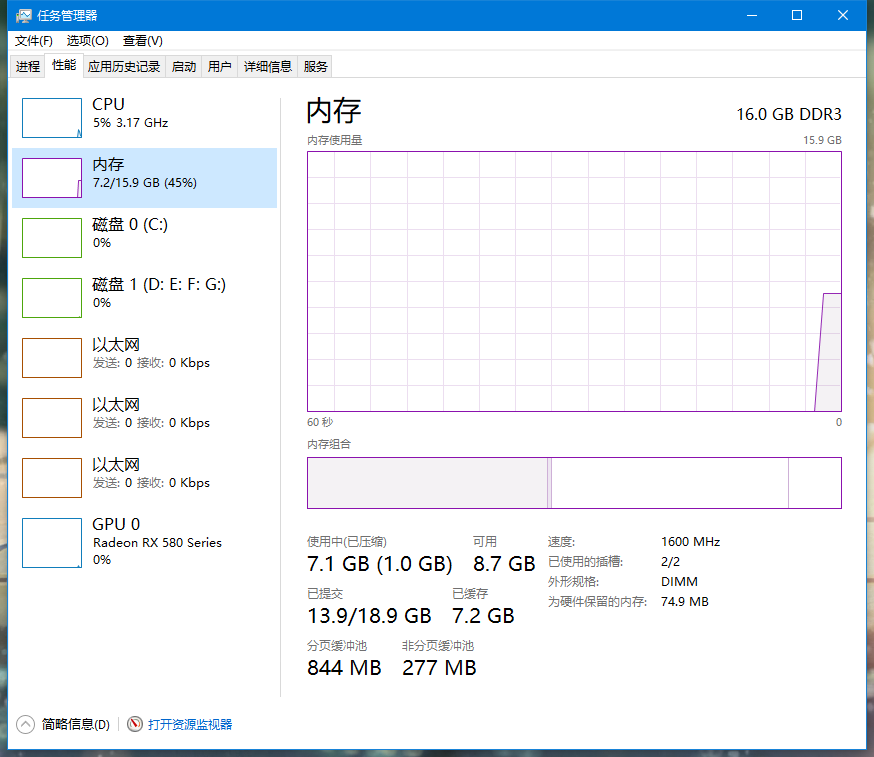 任务管理器
文件(F) 选项(O) 查看(V)
进程 性能 应用历史记录 启动 用户 详细信息 服务
CPU
5% 3.17 GHz
内存
7.2/15.9 GB (45%)
磁盘 0 (C:)
0%
磁盘 1 (D: E: F: G:)
0%
以太网
发送: 0 接收: 0 Kbps
以太网
发送: 0 接收: 0 Kbps
以太网
发送: 0 接收: 0 Kbps
GPU 0
Radeon RX 580 Series
0%
内存 16.0 GB DDR3
内存使用量 15.9 GB
60 秒 0
内存组合
使用中(已压缩) 可用
7.1 GB (1.0 GB) 8.7 GB
已提交 已缓存
13.9/18.9 GB 7.2 GB
分页缓冲池 非分页缓冲池
844 MB 277 MB
速度: 1600 MHz
已使用的插槽: 2/2
外形规格: DIMM
为硬件保留的内存: 74.9 MB
简略信息(D) 打开资源监视器